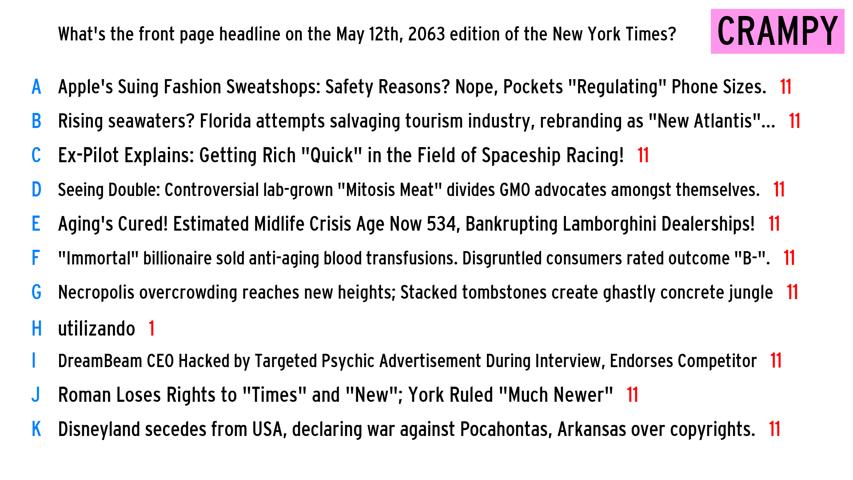 What's the front page headline on the May 12th, 2063 edition of the New York Times?
CRAMPY
A Apple's Suing Fashion Sweatshops: Safety Reasons? Nope, Pockets "Regulating" Phone Sizes. 11
B Rising seawaters? Florida attempts salvaging tourism industry, rebranding as "New Atlantis"... 11
C Ex-Pilot Explains: Getting Rich "Quick" in the Field of Spaceship Racing! 11
D Seeing Double: Controversial lab-grown "Mitosis Meat" divides GMO advocates amongst themselves. 11
E Aging's Cured! Estimated Midlife Crisis Age Now 534, Bankrupting Lamborghini Dealerships! 11
F "Immortal" billionaire sold anti-aging blood transfusions. Disgruntled consumers rated outcome "B-". 11
G Necropolis overcrowding reaches new heights; Stacked tombstones create ghastly concrete jungle 11
H utilizando 1
I DreamBeam CEO Hacked by Targeted Psychic Advertisement During Interview, Endorses Competitor 11
J Roman Loses Rights to "Times" and "New"; York Ruled "Much Newer" 11
K Disneyland secedes from USA, declaring war against Pocahontas, Arkansas over copyrights. 11